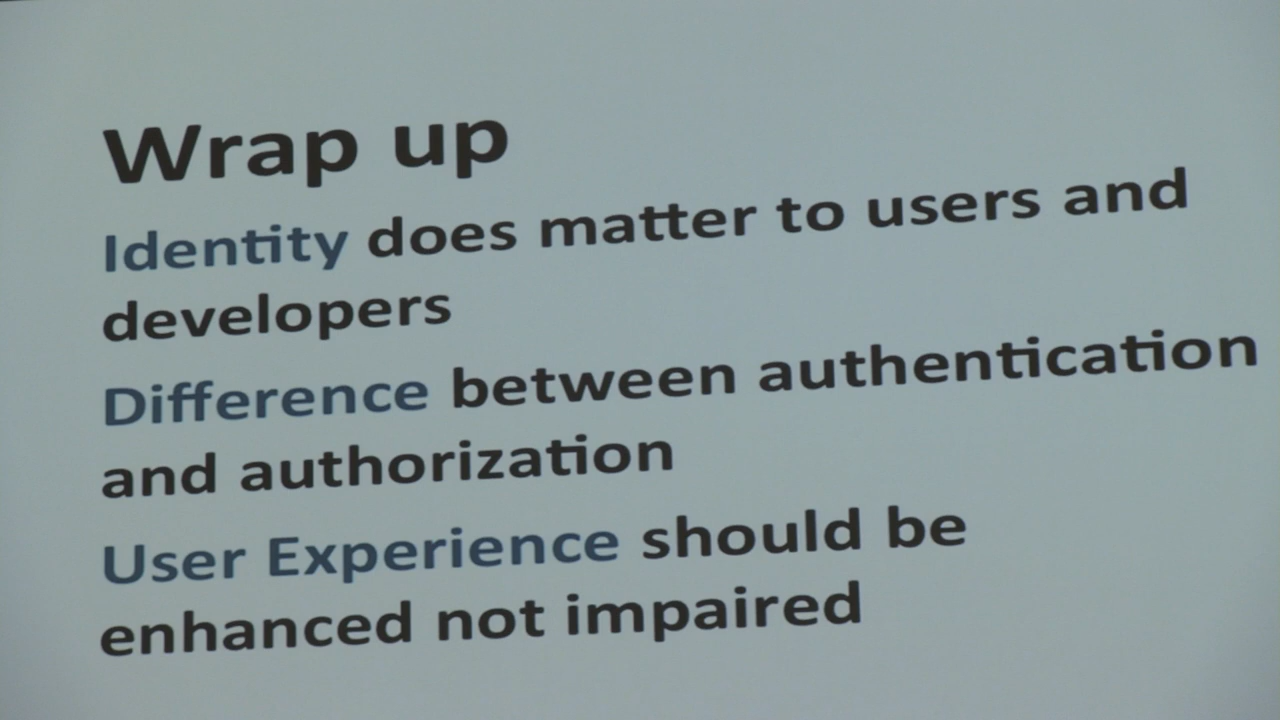 Wrap up
Identity does matter to users and
developers
Difference between authentication
and authorization
User Experience should be
enhanced not impaired